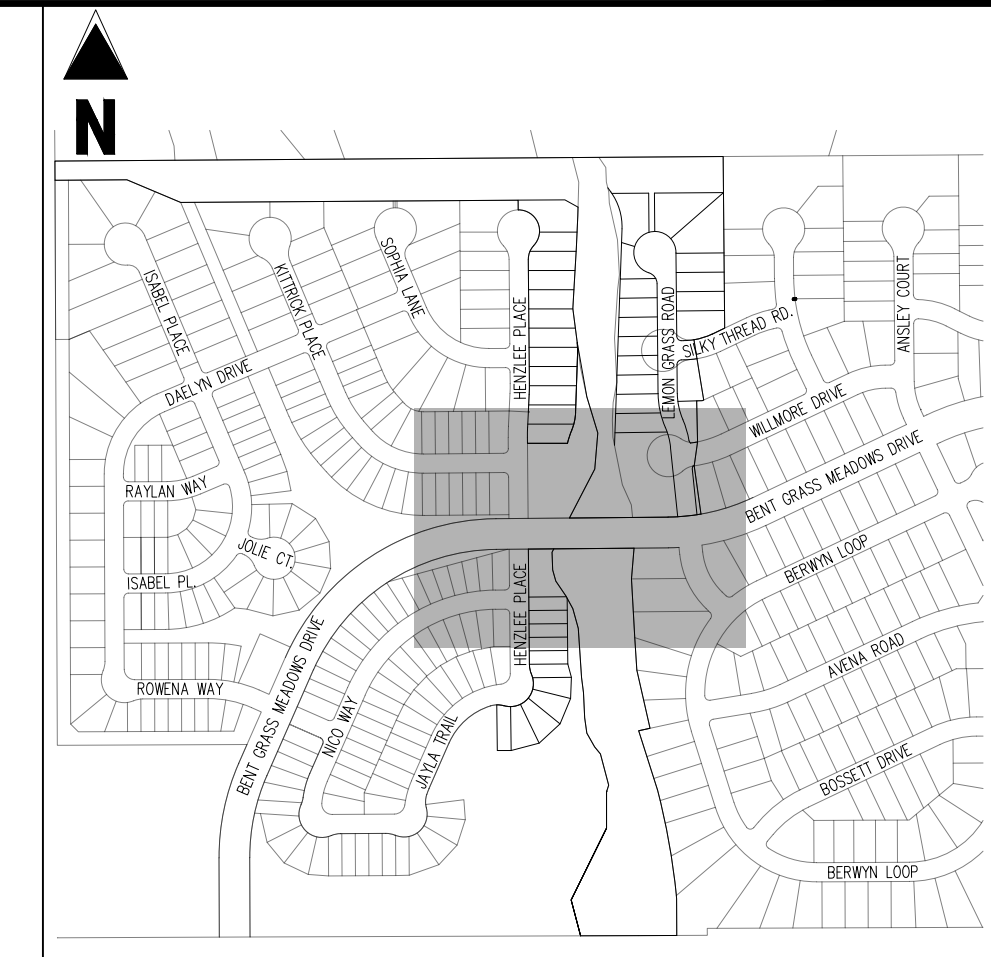 N
ISABEL PLACE
KITTRICK PLACE
SOPHIA LANE
HENZLEE PLACE
LEMON GRASS ROAD
SILKY THREAD RD.
ANSLEY COURT
DAELYN DRIVE
WILLMORE DRIVE
BENT GRASS MEADOWS DRIVE
RAYLAN WAY
JOLIE CT.
BERWYN LOOP
ISABEL PL.
HENZLEE PLACE
AVENA ROAD
ROWENA WAY
BENT GRASS MEADOWS DRIVE
NICO WAY
JAYLA TRAIL
BOSSETT DRIVE
BERWYN LOOP